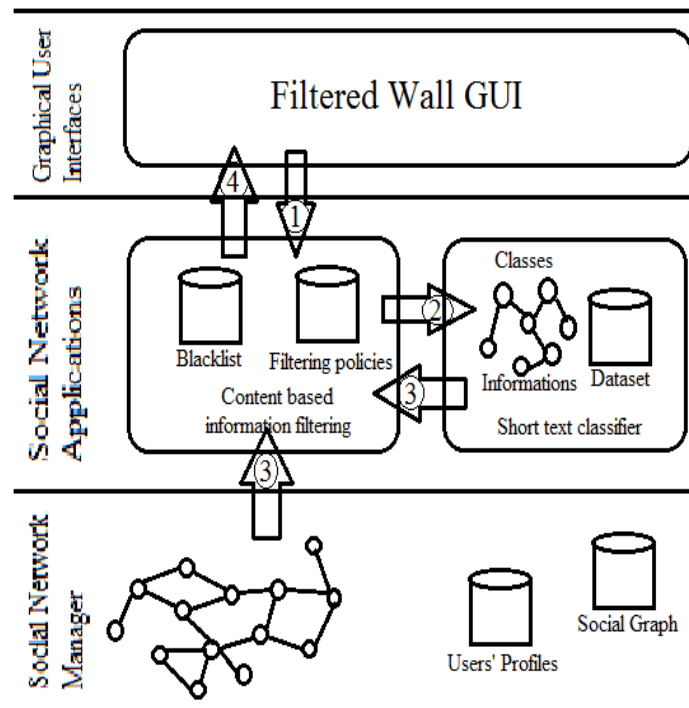 Graphical User
Interfaces
Filtered Wall GUI
4
1
Social Network
Applications
Blacklist
Filtering policies
Content based
information filtering
2
3
Classes
Informations
Dataset
Short text classifier
3
Social Network
Manager
Users' Profiles
Social Graph